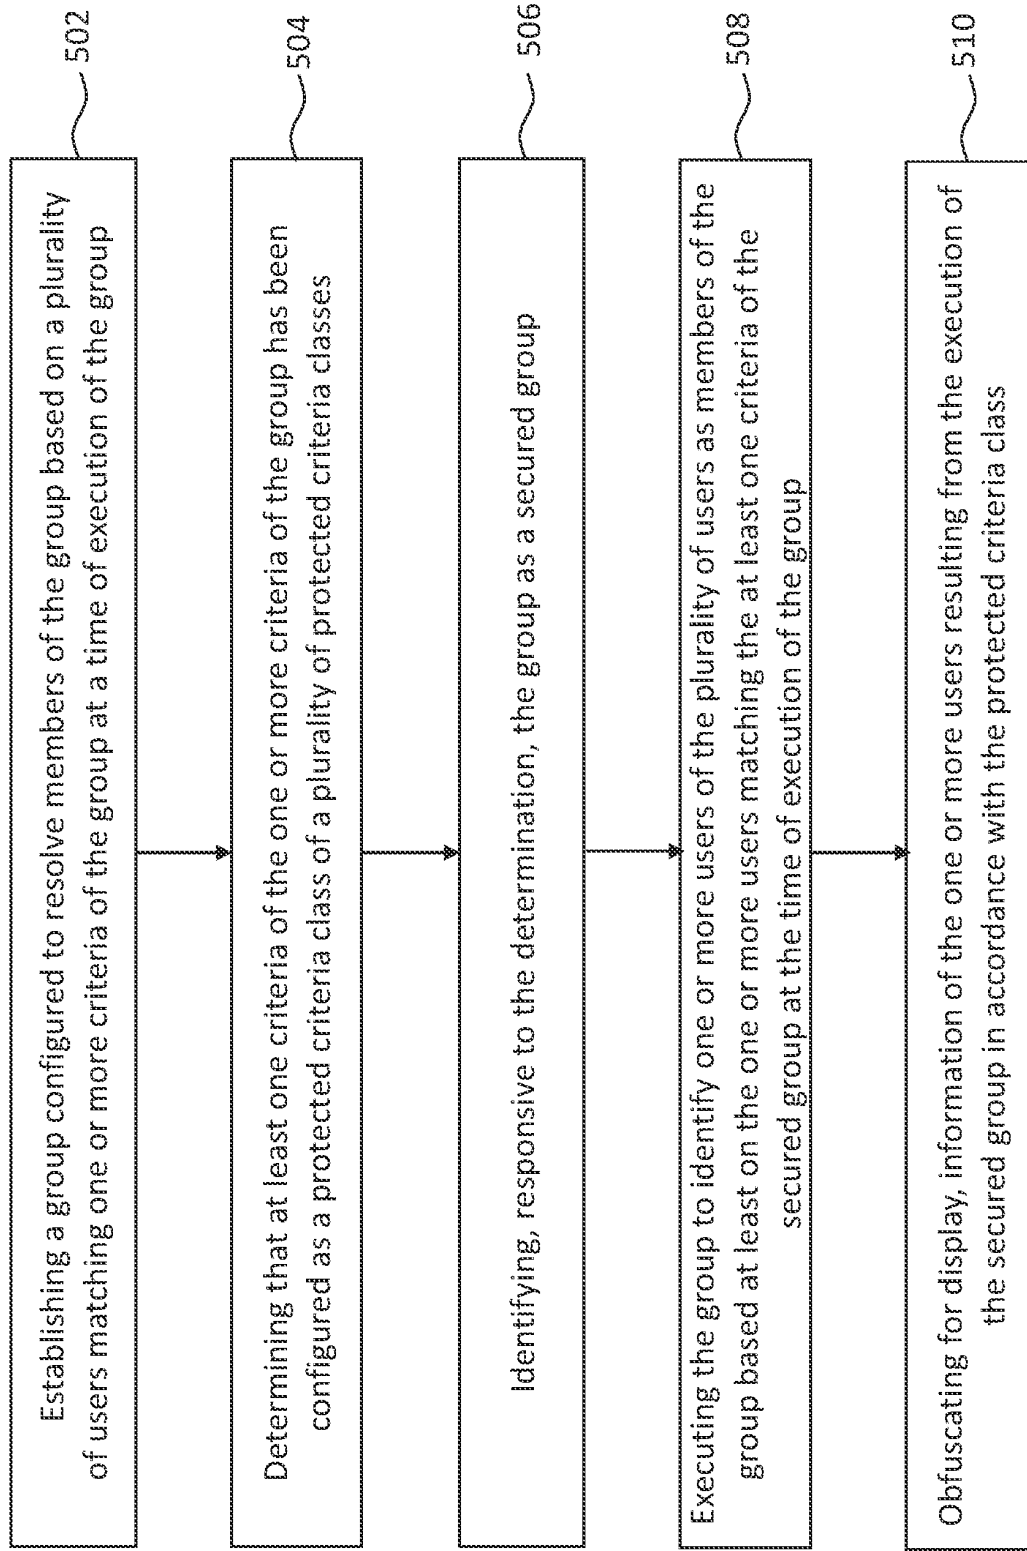 Establishing a group configured to resolve members of the group based on a plurality
of users matching one or more criteria of the group at a time of execution of the group
502
Determining that at least one criteria of the one or more criteria of the group has been
configured as a protected criteria class of a plurality of protected criteria classes
504
Identifying, responsive to the determination, the group as a secured group
506
Executing the group to identify one or more users of the plurality of users as members of the
group based at least on the one or more users matching the at least one criteria of the
secured group at the time of execution of the group
508
Obfuscating for display, information of the one or more users resulting from the execution of
the secured group in accordance with the protected criteria class
510